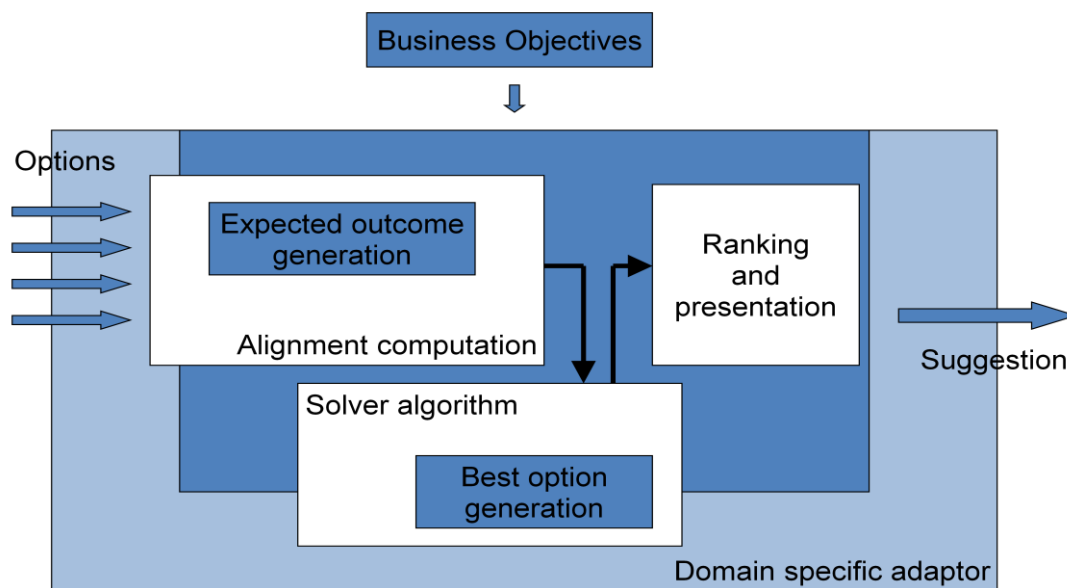 Business Objectives
Options
Expected outcome
generation
Alignment computation
Ranking
and
presentation
Suggestion
Solver algorithm
Best option
generation
Domain specific adaptor